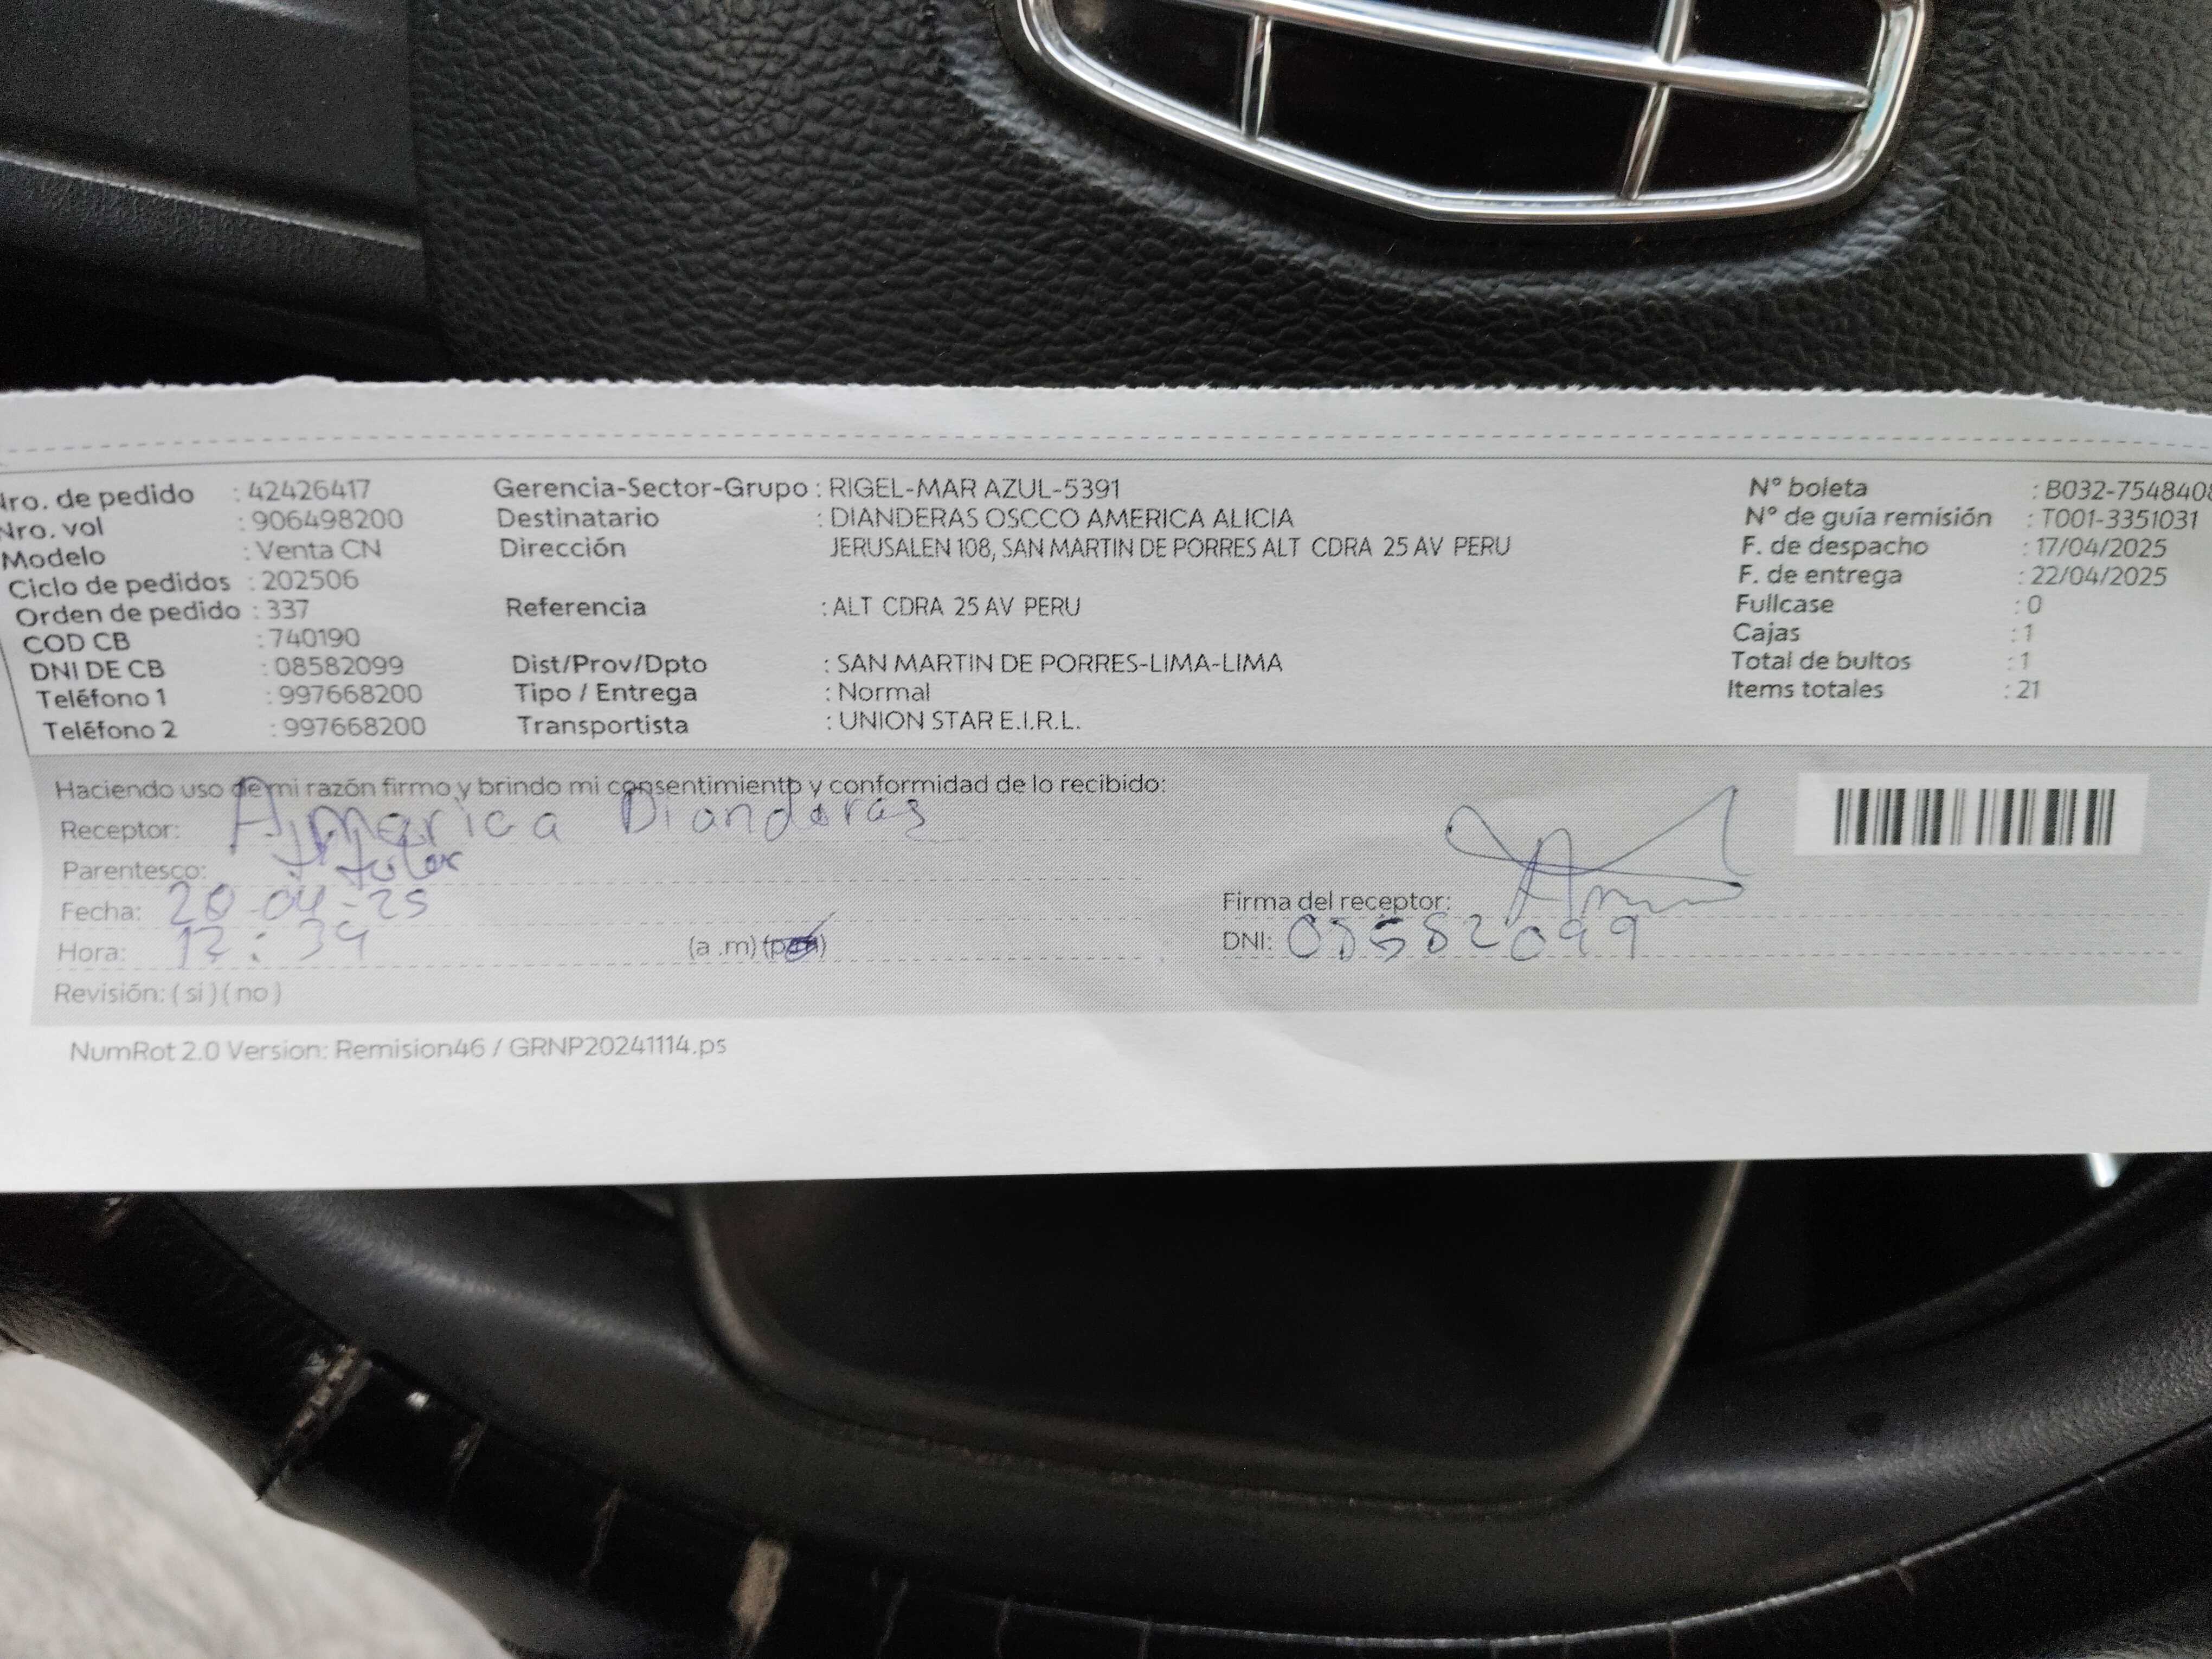 Nro. de pedido : 42426417 Gerencia-Sector-Grupo : RIGEL-MAR AZUL-5391 N° boleta : B032-7548408
Nro. vol : 906498200 Destinatario : DIANDERAS OSCCO AMERICA ALICIA N° de guía remisión : T001-3351031
Modelo : Venta CN Dirección JERUSALEN 108, SAN MARTIN DE PORRES ALT CDRA 25 AV PERU F. de despacho : 17/04/2025
Ciclo de pedidos : 202506 F. de entrega : 22/04/2025
Orden de pedido : 337 Referencia : ALT CDRA 25 AV PERU Fullcase : 0
COD CB : 740190 Cajas : 1
DNI DE CB : 08582099 Dist/Prov/Dpto : SAN MARTIN DE PORRES-LIMA-LIMA Total de bultos : 1
Teléfono 1 : 997668200 Tipo / Entrega : Normal Items totales : 21
Teléfono 2 : 997668200 Transportista : UNION STAR E.I.R.L.
Haciendo uso de mi razón firmo y brindo mi consentimiento y conformidad de lo recibido:
Receptor: America Dianderas
Parentesco: titular
Fecha: 20-04-25 Firma del receptor:
Hora: 12:34 (a .m) (pm) DNI: 08582099
Revisión: ( si ) ( no )
NumRot 2.0 Version: Remision46 / GRNP20241114.ps